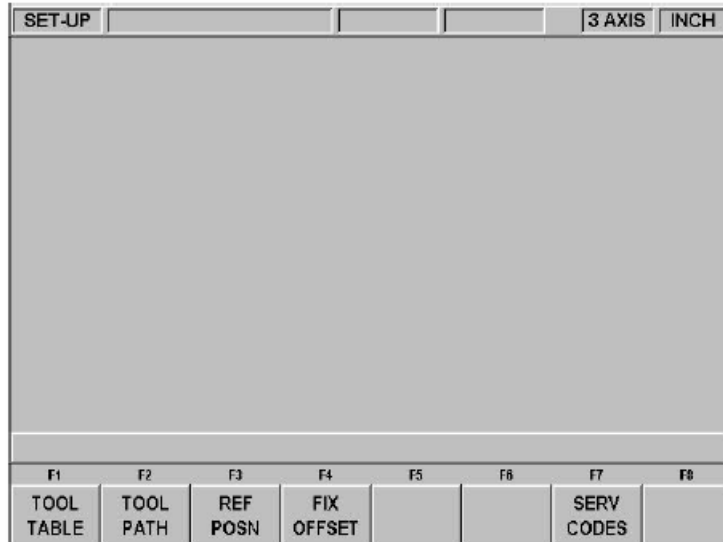 SET-UP 3 AXIS INCH
F1 F2 F3 F4 F5 F6 F7 F8
TOOL TOOL REF FIX SERV
TABLE PATH POSN OFFSET CODES